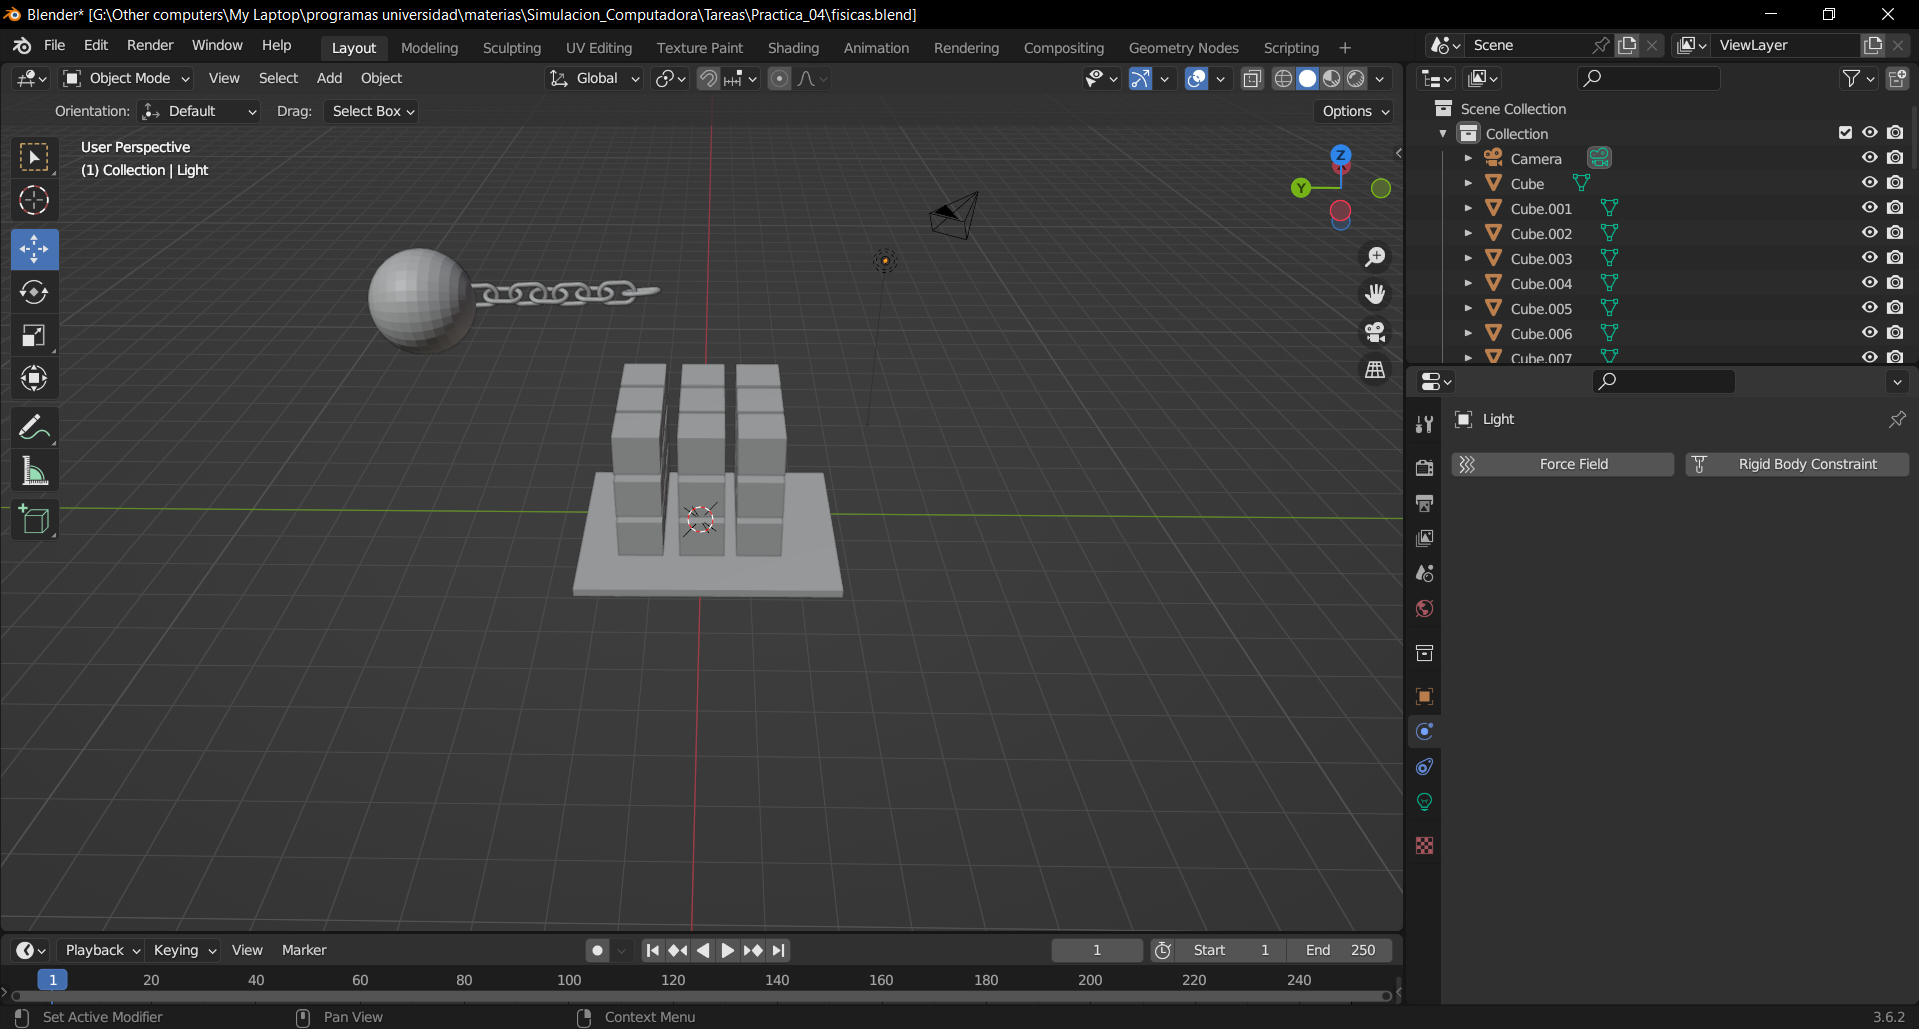 Blender* [G:\Other computers\My Laptop\programas universidad\materias\Simulacion_Computadora\Tareas\Practica_04\fisicas.blend]
File Edit Render Window Help Layout Modeling Sculpting UV Editing Texture Paint Shading Animation Rendering Compositing Geometry Nodes Scripting + Scene ViewLayer
Object Mode View Select Add Object Global
Orientation: Default Drag: Select Box Options
User Perspective
(1) Collection | Light
Z
Y
Scene Collection
Collection
Camera
Cube
Cube.001
Cube.002
Cube.003
Cube.004
Cube.005
Cube.006
Cube.007
Light
Force Field Rigid Body Constraint
Playback Keying View Marker 1 Start 1 End 250
1 20 40 60 80 100 120 140 160 180 200 220 240
Set Active Modifier Pan View Context Menu 3.6.2